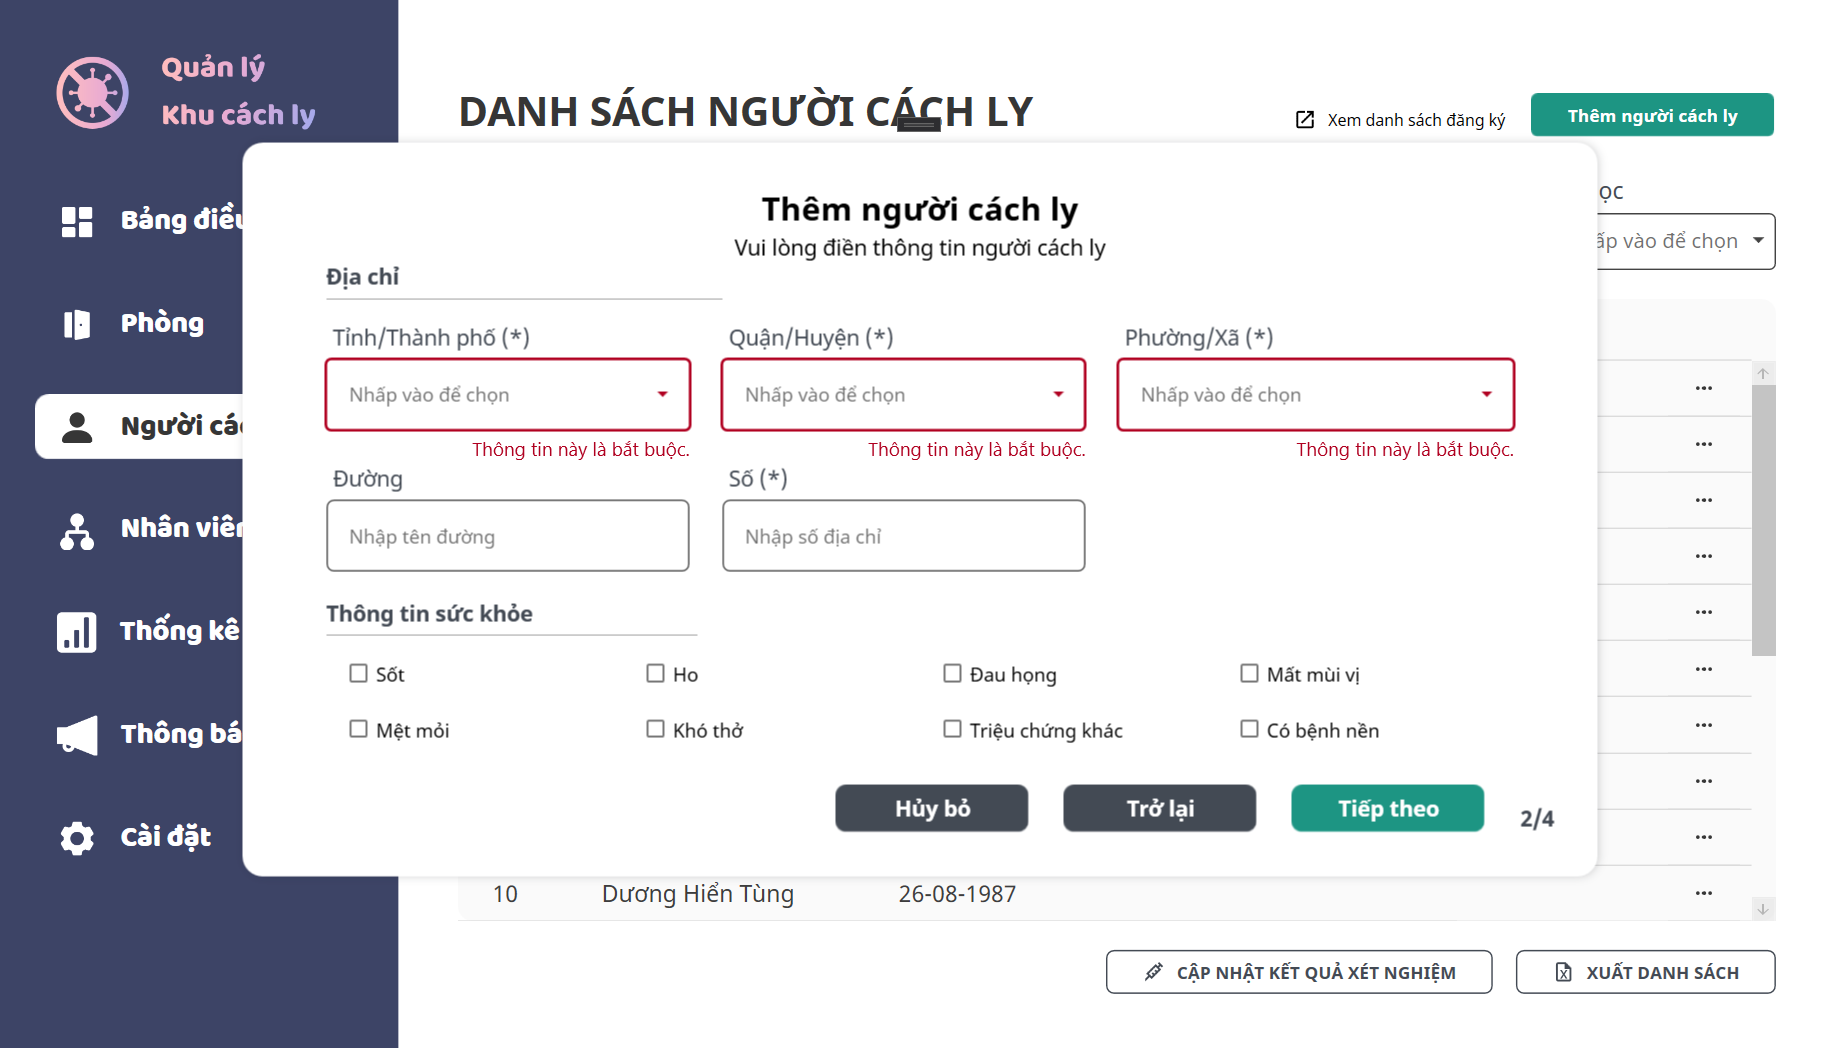 Quản lý
Khu cách ly
DANH SÁCH NGƯỜI CÁCH LY
Xem danh sách đăng ký
Thêm người cách ly
Bảng
Phòng
Người
Nhân
Thống kê
Thông
Cài đặt
vào để chọn
Thêm người cách ly
Vui lòng điền thông tin người cách ly
Địa chỉ
Tỉnh/Thành phố (*)
Quận/Huyện (*)
Phường/Xã (*)
Nhấp vào để chọn
Nhấp vào để chọn
Nhấp vào để chọn
Thông tin này là bắt buộc.
Thông tin này là bắt buộc.
Thông tin này là bắt buộc.
Đường
Số (*)
Nhập tên đường
Nhập số địa chỉ
Thông tin sức khỏe
Sốt
Ho
Đau họng
Mất mùi vị
Mệt mỏi
Khó thở
Triệu chứng khác
Có bệnh nền
Hủy bỏ
Trở lại
Tiếp theo
2/4
10 Dương Hiển Tùng 26-08-1987
CẬP NHẬT KẾT QUẢ XÉT NGHIỆM
XUẤT DANH SÁCH